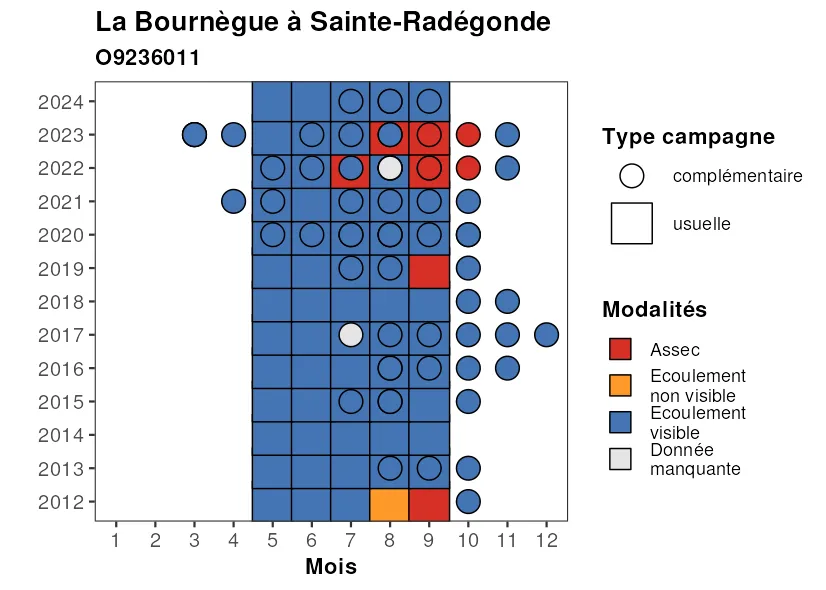 La Bournègue à Sainte-Radégonde
O9236011
2024
2023
2022
2021
2020
2019
2018
2017
2016
2015
2014
2013
2012
1 2 3 4 5 6 7 8 9 10 11 12
Mois
Type campagne
complémentaire
usuelle
Modalités
Assec
Ecoulement
non visible
Ecoulement
visible
Donnée
manquante